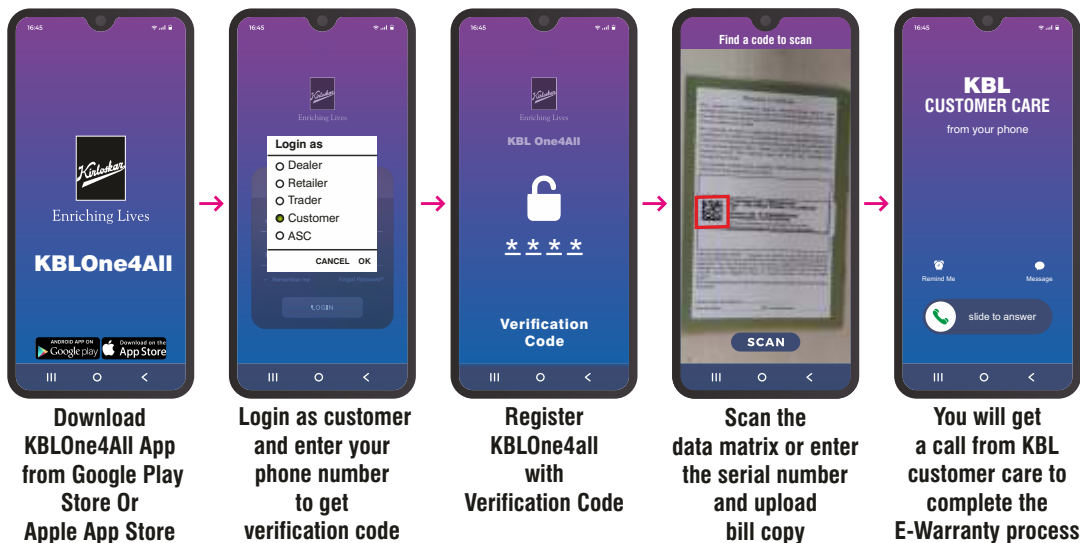 16:45
Kirloskar
Enriching Lives
KBLOne4All
ANDROID APP ON
Google play
Download on the
App Store
Download
KBLOne4All App
from Google Play
Store Or
Apple App Store
16:45
Kirloskar
Enriching Lives
Login as
Dealer
Retailer
Trader
Customer
ASC
CANCEL OK
Remember me
Forgot Password?
LOGIN
Login as customer
and enter your
phone number
to get
verification code
16:45
Kirloskar
Enriching Lives
KBL One4All
* * * *
Verification
Code
Register
KBLOne4all
with
Verification Code
Find a code to scan
SCAN
Scan the
data matrix or enter
the serial number
and upload
bill copy
16:45
KBL
CUSTOMER CARE
from your phone
Remind Me
Message
slide to answer
You will get
a call from KBL
customer care to
complete the
E-Warranty process